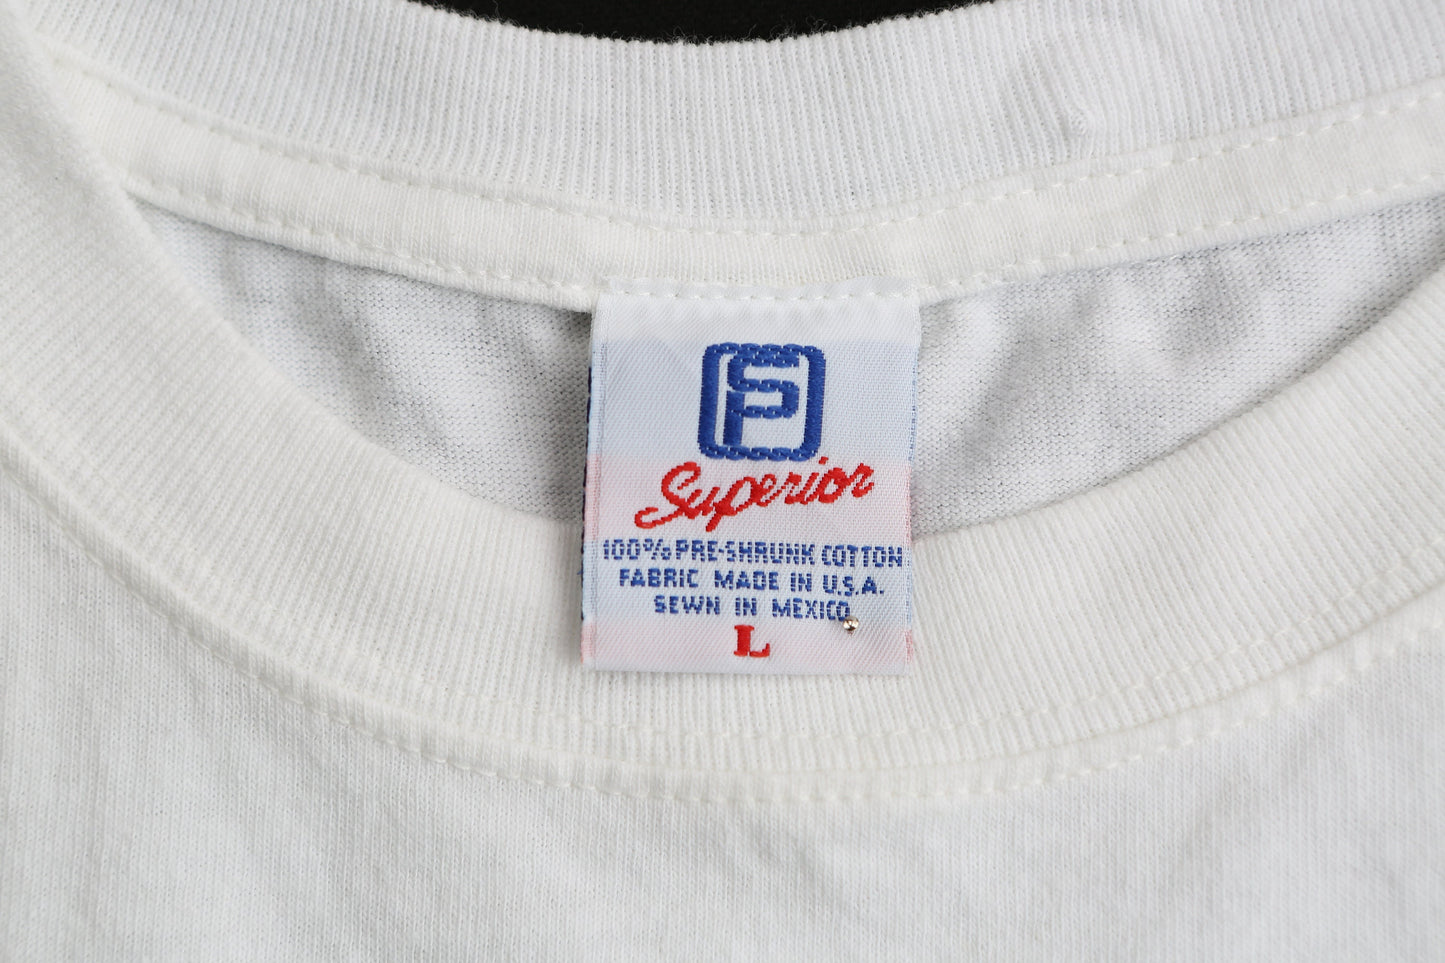 SP
Superior
100% PRE-SHRUNK COTTON
FABRIC MADE IN U.S.A.
SEWN IN MEXICO
L